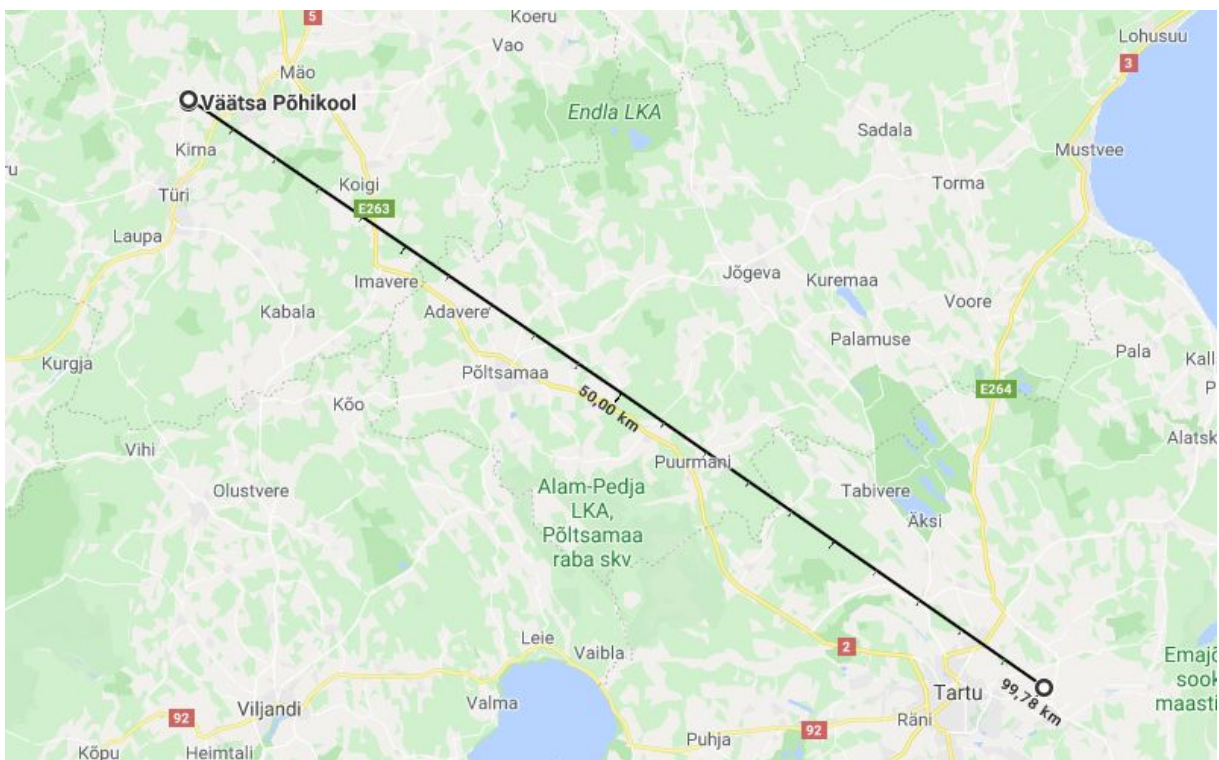 Koeru
5
Vao
Lohusuu
3
Mäo
Väätsa Põhikool
Endla LKA
Sadala
Kirna
Mustvee
Koigi
Türi
Torma
E263
Laupa
Jõgeva
Kuremaa
Imavere
Voore
Kabala
Adavere
Palamuse
Pala
Kurgja
Põltsamaa
E264
50,00 km
Kõo
Alatsk
Vihi
Puurmani
Olustvere
Alam-Pedja
LKA,
Põltsamaa
raba skv
Tabivere
Äksi
Leie
2
Vaibla
Emajõ
sook
maasti
Tartu
99,78 km
Valma
Viljandi
92
Räni
92
Puhja
Kõpu
Heimtali